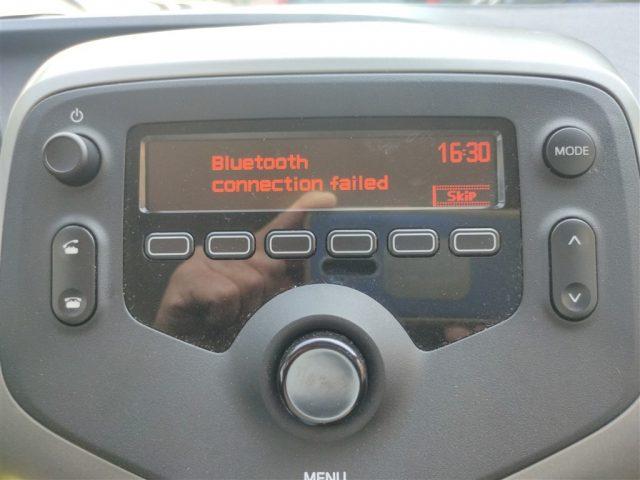 Bluetooth
connection failed
16:30
Skip
MODE
MENU